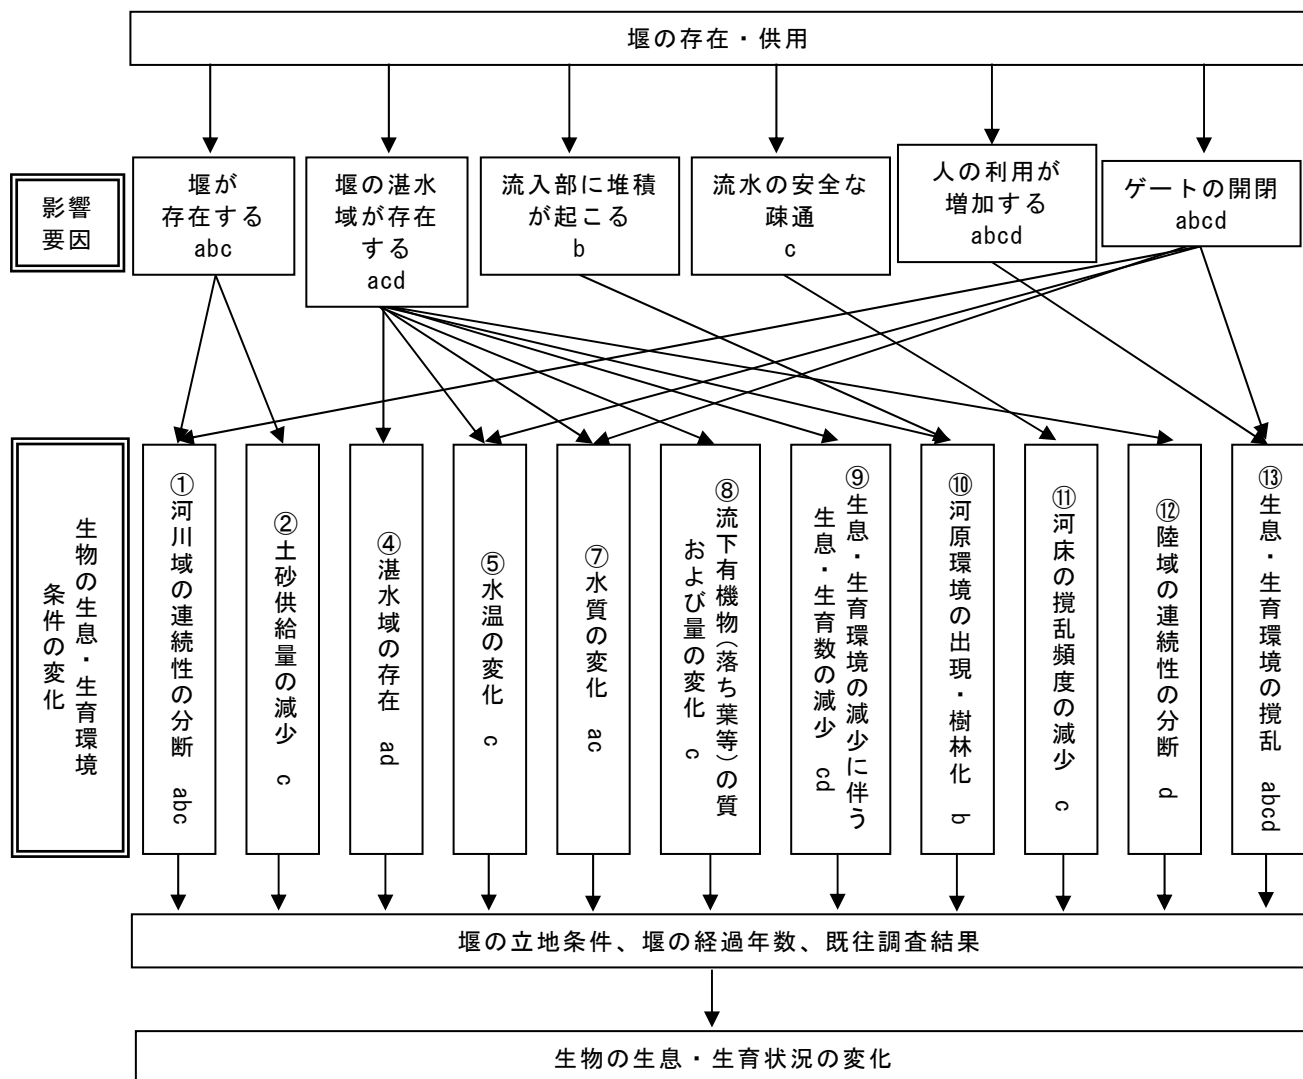 堰の存在・供用
影響
要因
堰が
存在する
abc
堰の湛水
域が存在
する
acd
流入部に堆積
が起こる
b
流水の安全な
疎通
c
人の利用が
増加する
abcd
ゲートの開閉
abcd
生物の生息・生育環境
条件の変化
①河川域の連続性の分断 abc
②土砂供給量の減少 c
④湛水域の存在 ad
⑤水温の変化 c
⑦水質の変化 ac
⑧流下有機物(落ち葉等)の質
および量の変化 c
⑨生息・生育環境の減少に伴う
生息・生育数の減少 cd
⑩河原環境の出現・樹林化 b
⑪河床の撹乱頻度の減少 c
⑫陸域の連続性の分断 d
⑬生息・生育環境の撹乱 abcd
堰の立地条件、堰の経過年数、既往調査結果
生物の生息・生育状況の変化